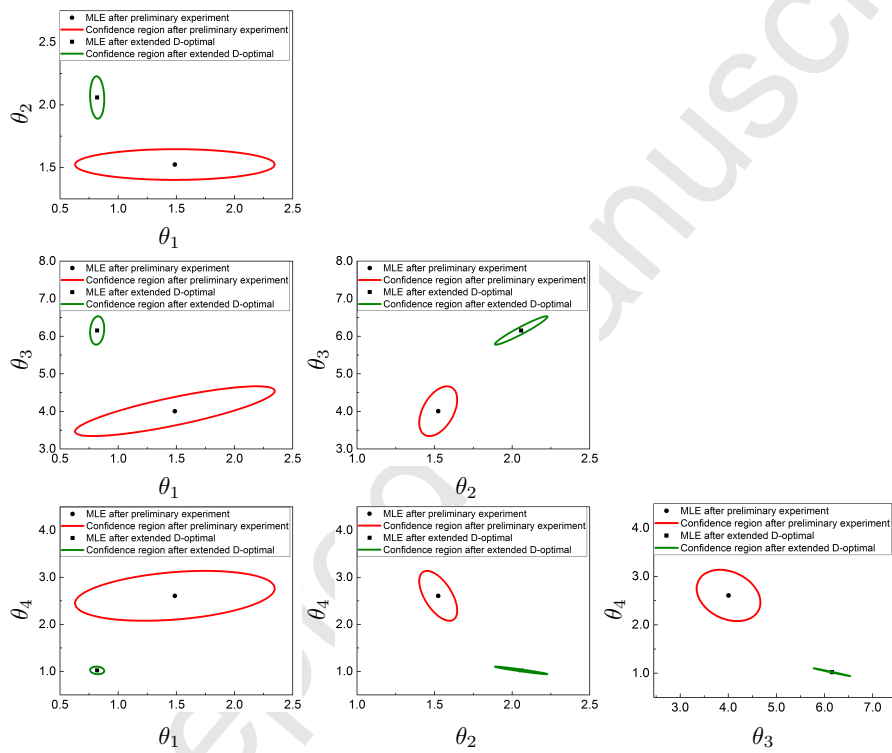 MLE after preliminary experiment
Confidence region after preliminary experiment
MLE after extended D-optimal
Confidence region after extended D-optimal
2.5
2.0
1.5
θ2
0.5 1.0 1.5 2.0 2.5
θ1
MLE after preliminary experiment
Confidence region after preliminary experiment
MLE after extended D-optimal
Confidence region after extended D-optimal
8.0
7.0
6.0
5.0
4.0
3.0
θ3
0.5 1.0 1.5 2.0 2.5
θ1
MLE after preliminary experiment
Confidence region after preliminary experiment
MLE after extended D-optimal
Confidence region after extended D-optimal
8.0
7.0
6.0
5.0
4.0
3.0
θ3
1.0 1.5 2.0 2.5
θ2
MLE after preliminary experiment
Confidence region after preliminary experiment
MLE after extended D-optimal
Confidence region after extended D-optimal
4.0
3.0
2.0
1.0
θ4
0.5 1.0 1.5 2.0 2.5
θ1
MLE after preliminary experiment
Confidence region after preliminary experiment
MLE after extended D-optimal
Confidence region after extended D-optimal
4.0
3.0
2.0
1.0
θ4
1.0 1.5 2.0 2.5
θ2
MLE after preliminary experiment
Confidence region after preliminary experiment
MLE after extended D-optimal
Confidence region after extended D-optimal
4.0
3.0
2.0
1.0
θ4
3.0 4.0 5.0 6.0 7.0
θ3